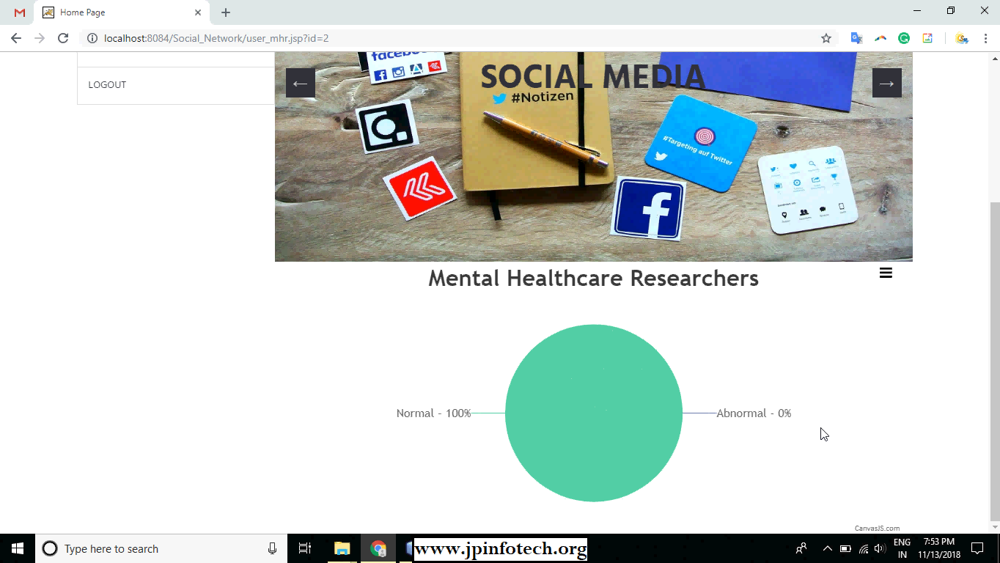 Home Page
localhost:8084/Social_Network/user_mhr.jsp?id=2
LOGOUT
facebook
SOCIAL MEDIA
#Notizen
#Targeting auf Twitter
Mental Healthcare Researchers
Normal - 100%
Abnormal - 0%
CanvasJS.com
Type here to search
www.jpinfotech.org
ENG
IN
7:53 PM
11/13/2018